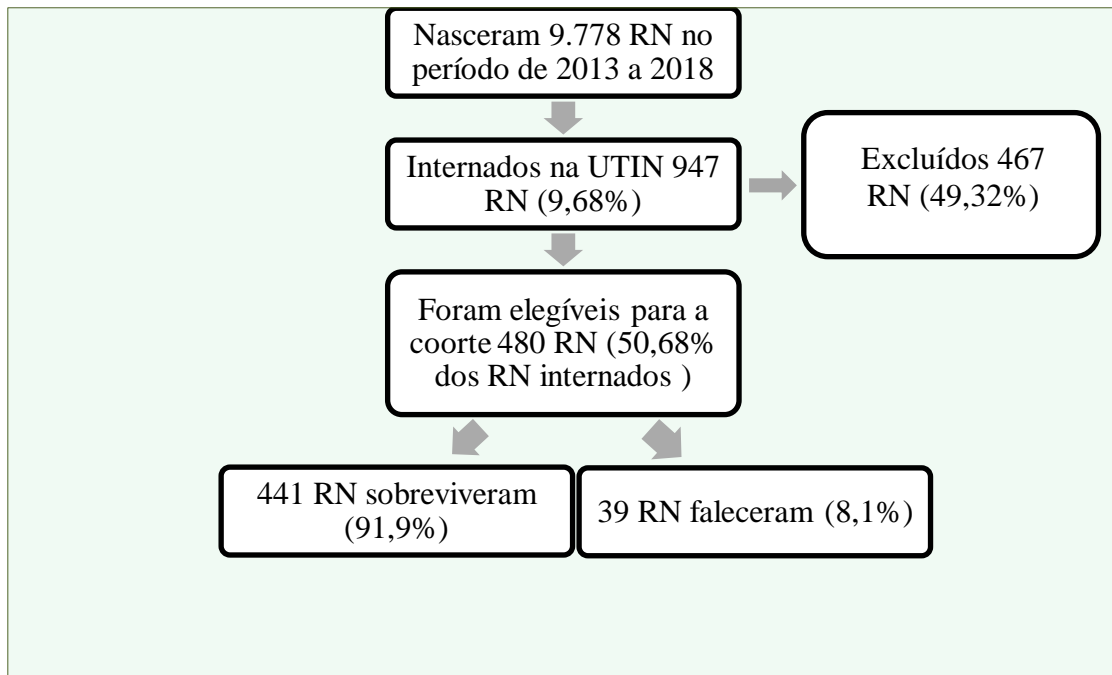 Nasceram 9.778 RN no
período de 2013 a 2018
Internados na UTIN 947
RN (9,68%)
Excluídos 467
RN (49,32%)
Foram elegíveis para a
coorte 480 RN (50,68%
dos RN internados )
441 RN sobreviveram
(91,9%)
39 RN faleceram (8,1%)